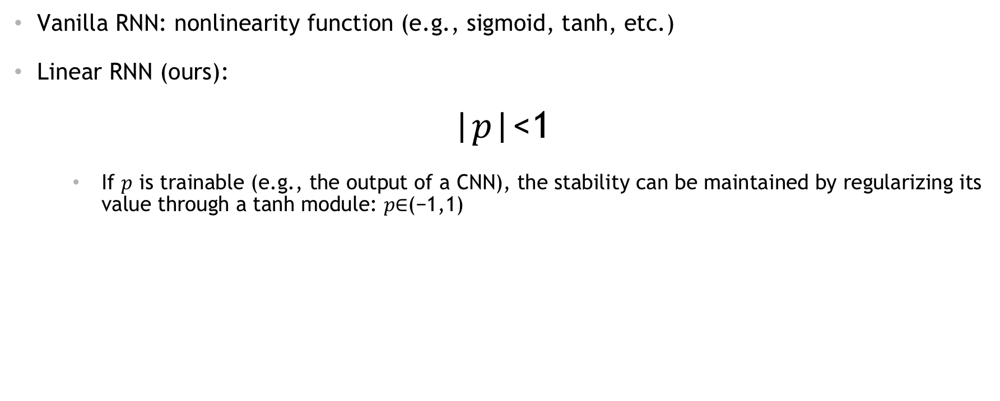 • Vanilla RNN: nonlinearity function (e.g., sigmoid, tanh, etc.)
• Linear RNN (ours):
|𝑝|<1
• If 𝑝 is trainable (e.g., the output of a CNN), the stability can be maintained by regularizing its
value through a tanh module: 𝑝∈(−1,1)